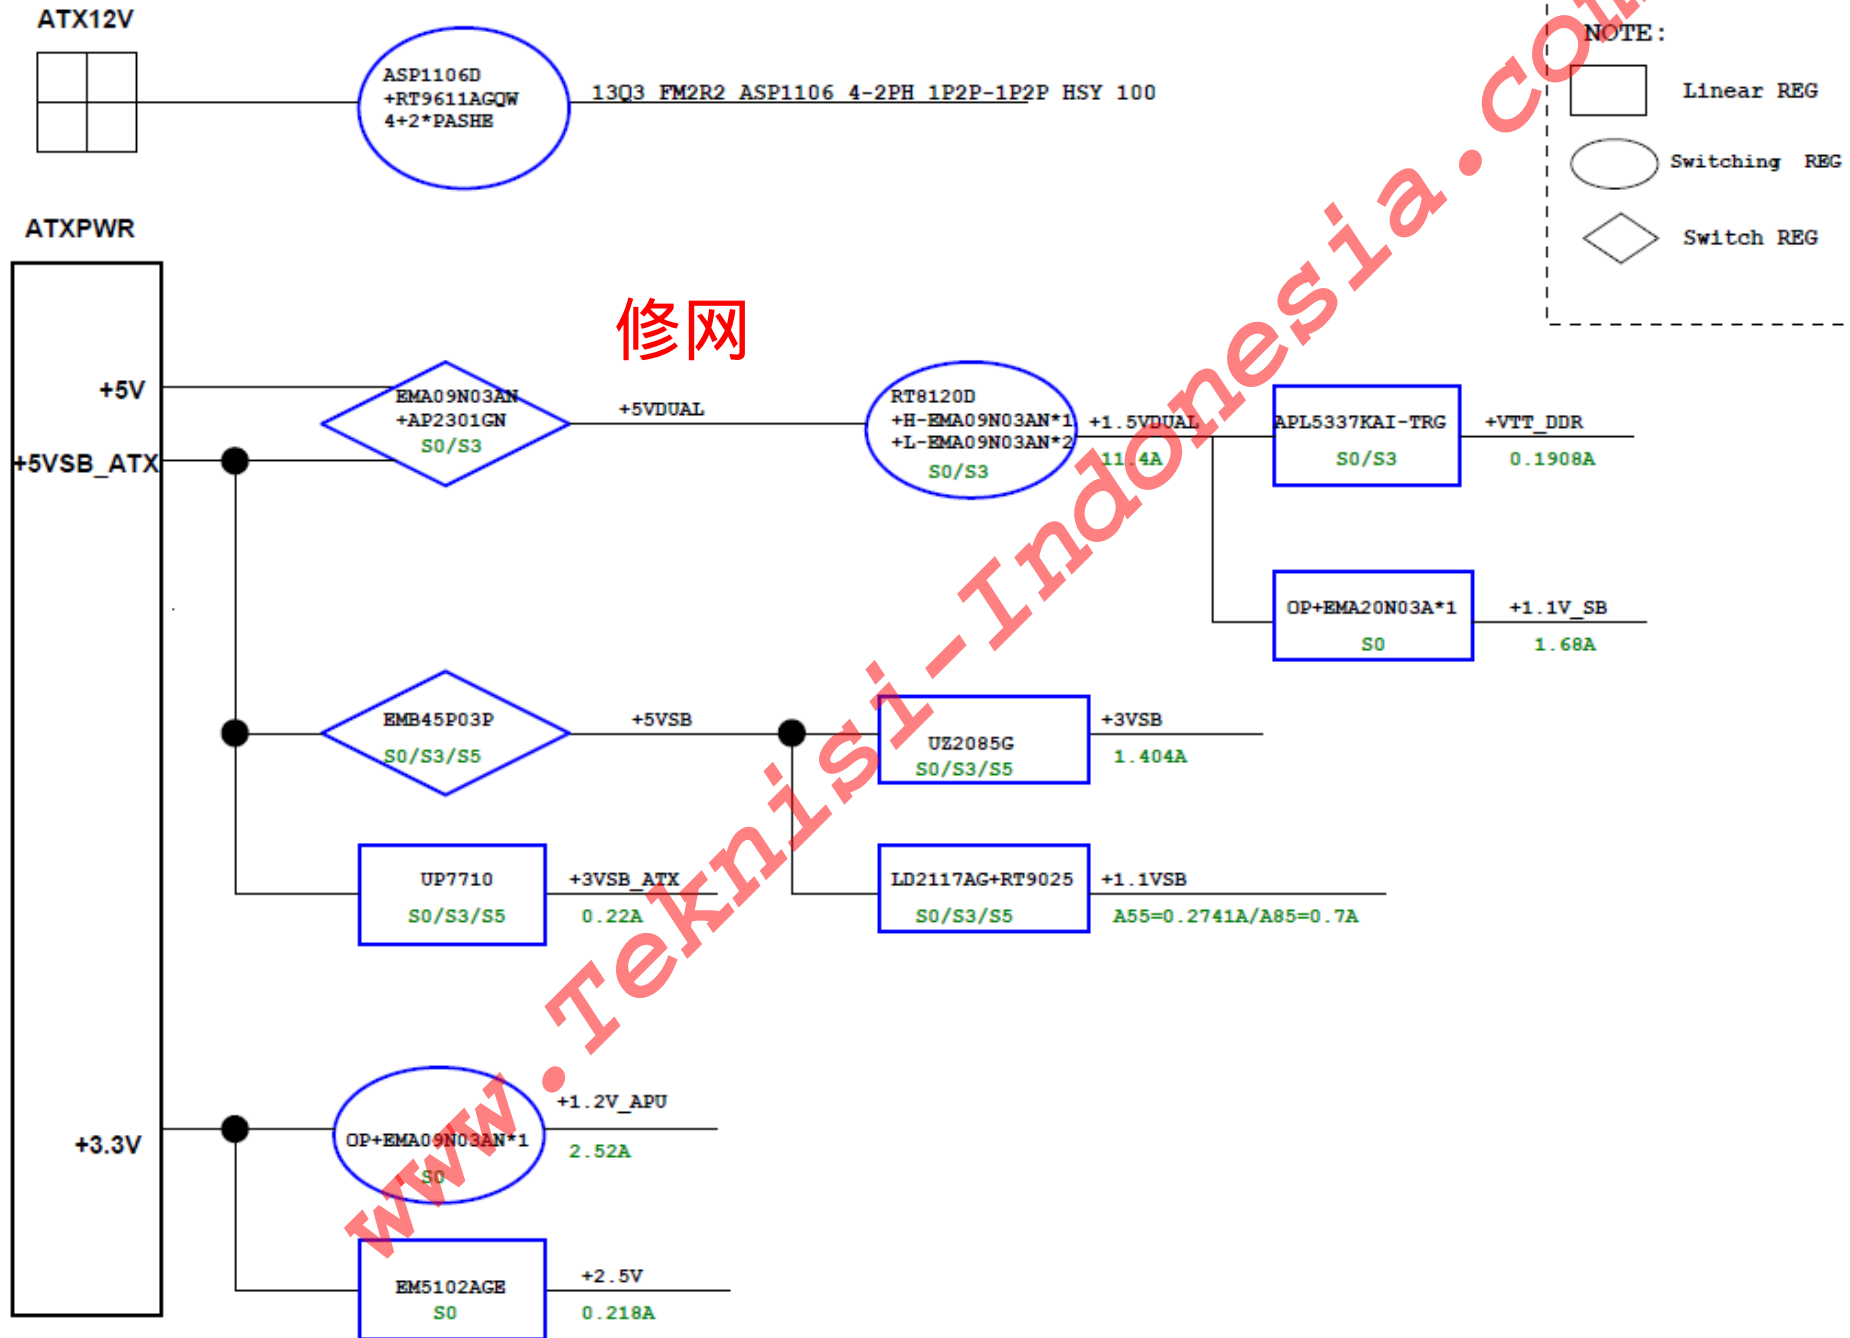 ATX12V
ASP1106D
+RT9611AGQW
4+2*PASHE
13Q3 FM2R2 ASP1106 4-2PH 1P2P-1P2P HSY 100
NOTE:
Linear REG
Switching REG
Switch REG
ATXPWR
修网
+5V
+5VSB_ATX
EMA09N03AN
+AP2301GN
S0/S3
+5VDUAL
RT8120D
+H-EMA09N03AN*1
+L-EMA09N03AN*2
S0/S3
+1.5VDUAL
11.4A
APL5337KAI-TRG
S0/S3
+VTT_DDR
0.1908A
OP+EMA20N03A*1
S0
+1.1V_SB
1.68A
EMB45P03P
S0/S3/S5
+5VSB
UZ2085G
S0/S3/S5
+3VSB
1.404A
UP7710
S0/S3/S5
+3VSB_ATX
0.22A
LD2117AG+RT9025
S0/S3/S5
+1.1VSB
A55=0.2741A/A85=0.7A
+3.3V
OP+EMA09N03AN*1
S0
+1.2V_APU
2.52A
EM5102AGE
S0
+2.5V
0.218A
www.Teknisi-Indonesia.com